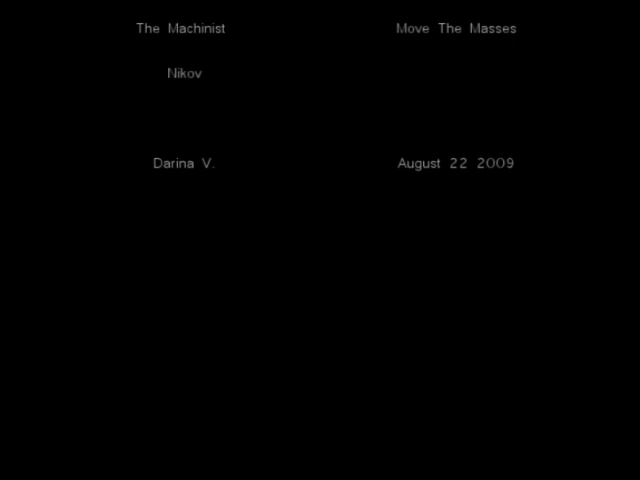 The Machinist
Move The Masses
Nikov
Darina V.
August 22 2009